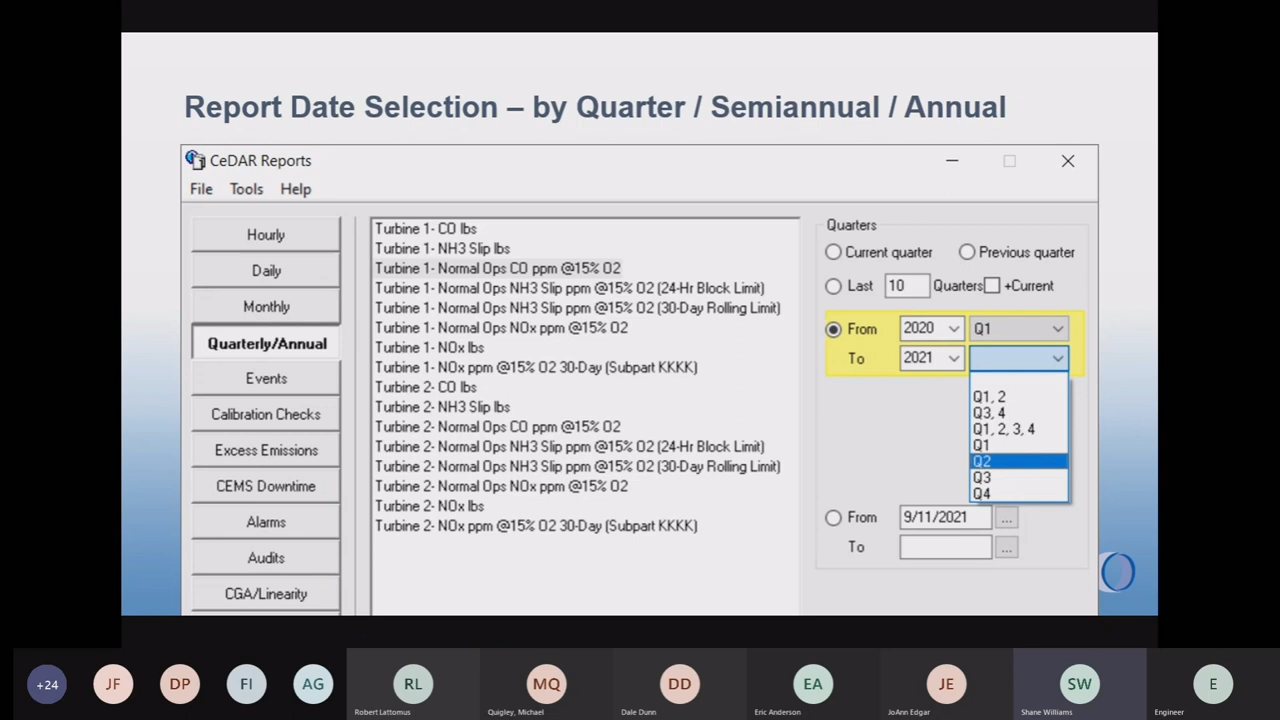 Report Date Selection – by Quarter / Semiannual / Annual
CeDAR Reports
File Tools Help
Hourly
Daily
Monthly
Quarterly/Annual
Events
Calibration Checks
Excess Emissions
CEMS Downtime
Alarms
Audits
CGA/Linearity
Turbine 1- CO lbs
Turbine 1- NH3 Slip lbs
Turbine 1- Normal Ops CO ppm @15% O2
Turbine 1- Normal Ops NH3 Slip ppm @15% O2 (24-Hr Block Limit)
Turbine 1- Normal Ops NH3 Slip ppm @15% O2 (30-Day Rolling Limit)
Turbine 1- Normal Ops NOx ppm @15% O2
Turbine 1- NOx lbs
Turbine 1- NOx ppm @15% O2 30-Day (Subpart KKKK)
Turbine 2- CO lbs
Turbine 2- NH3 Slip lbs
Turbine 2- Normal Ops CO ppm @15% O2
Turbine 2- Normal Ops NH3 Slip ppm @15% O2 (24-Hr Block Limit)
Turbine 2- Normal Ops NH3 Slip ppm @15% O2 (30-Day Rolling Limit)
Turbine 2- Normal Ops NOx ppm @15% O2
Turbine 2- NOx lbs
Turbine 2- NOx ppm @15% O2 30-Day (Subpart KKKK)
Quarters
Current quarter Previous quarter
Last 10 Quarters +Current
From 2020 Q1
To 2021
Q1, 2
Q3, 4
Q1, 2, 3, 4
Q1
Q2
Q3
Q4
From 9/11/2021 ...
To ...
+24 JF DP FI AG RL MQ DD EA JE SW E
Robert Lattomus Quigley, Michael Dale Dunn Eric Anderson JoAnn Edgar Shane Williams Engineer